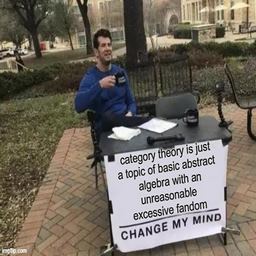 category theory is just
a topic of basic abstract
algebra with an
unreasonable
excessive fandom
CHANGE MY MIND
imgflip.com